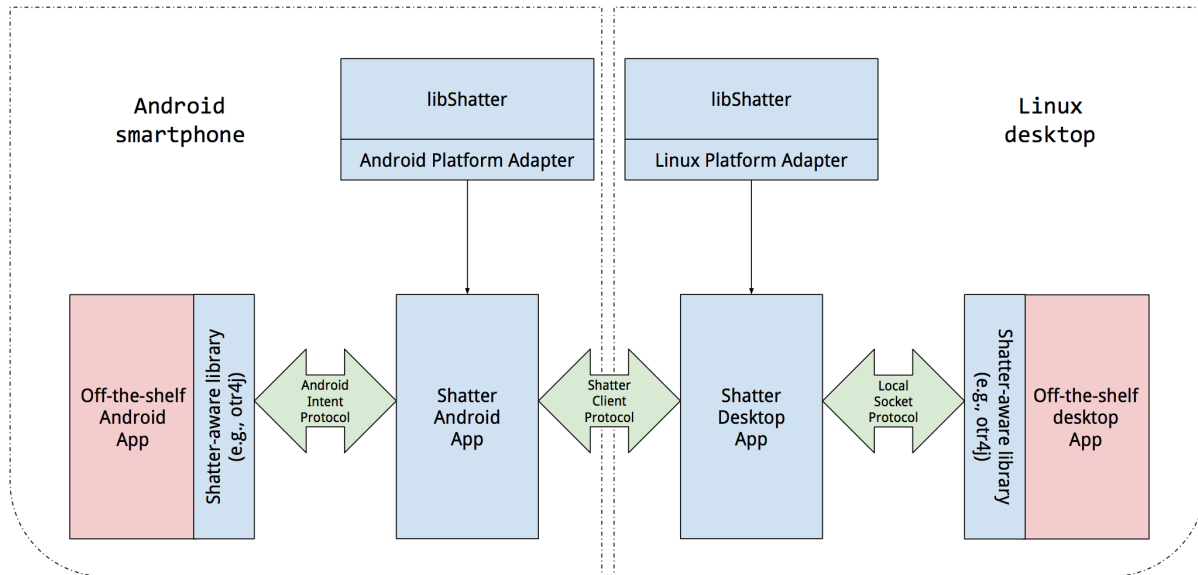 Android
smartphone
libShatter
Android Platform Adapter
libShatter
Linux Platform Adapter
Linux
desktop
Off-the-shelf
Android
App
Shatter-aware library
(e.g., otr4j)
Android
Intent
Protocol
Shatter
Android
App
Shatter
Client
Protocol
Shatter
Desktop
App
Local
Socket
Protocol
Shatter-aware library
(e.g., otr4j)
Off-the-shelf
desktop
App